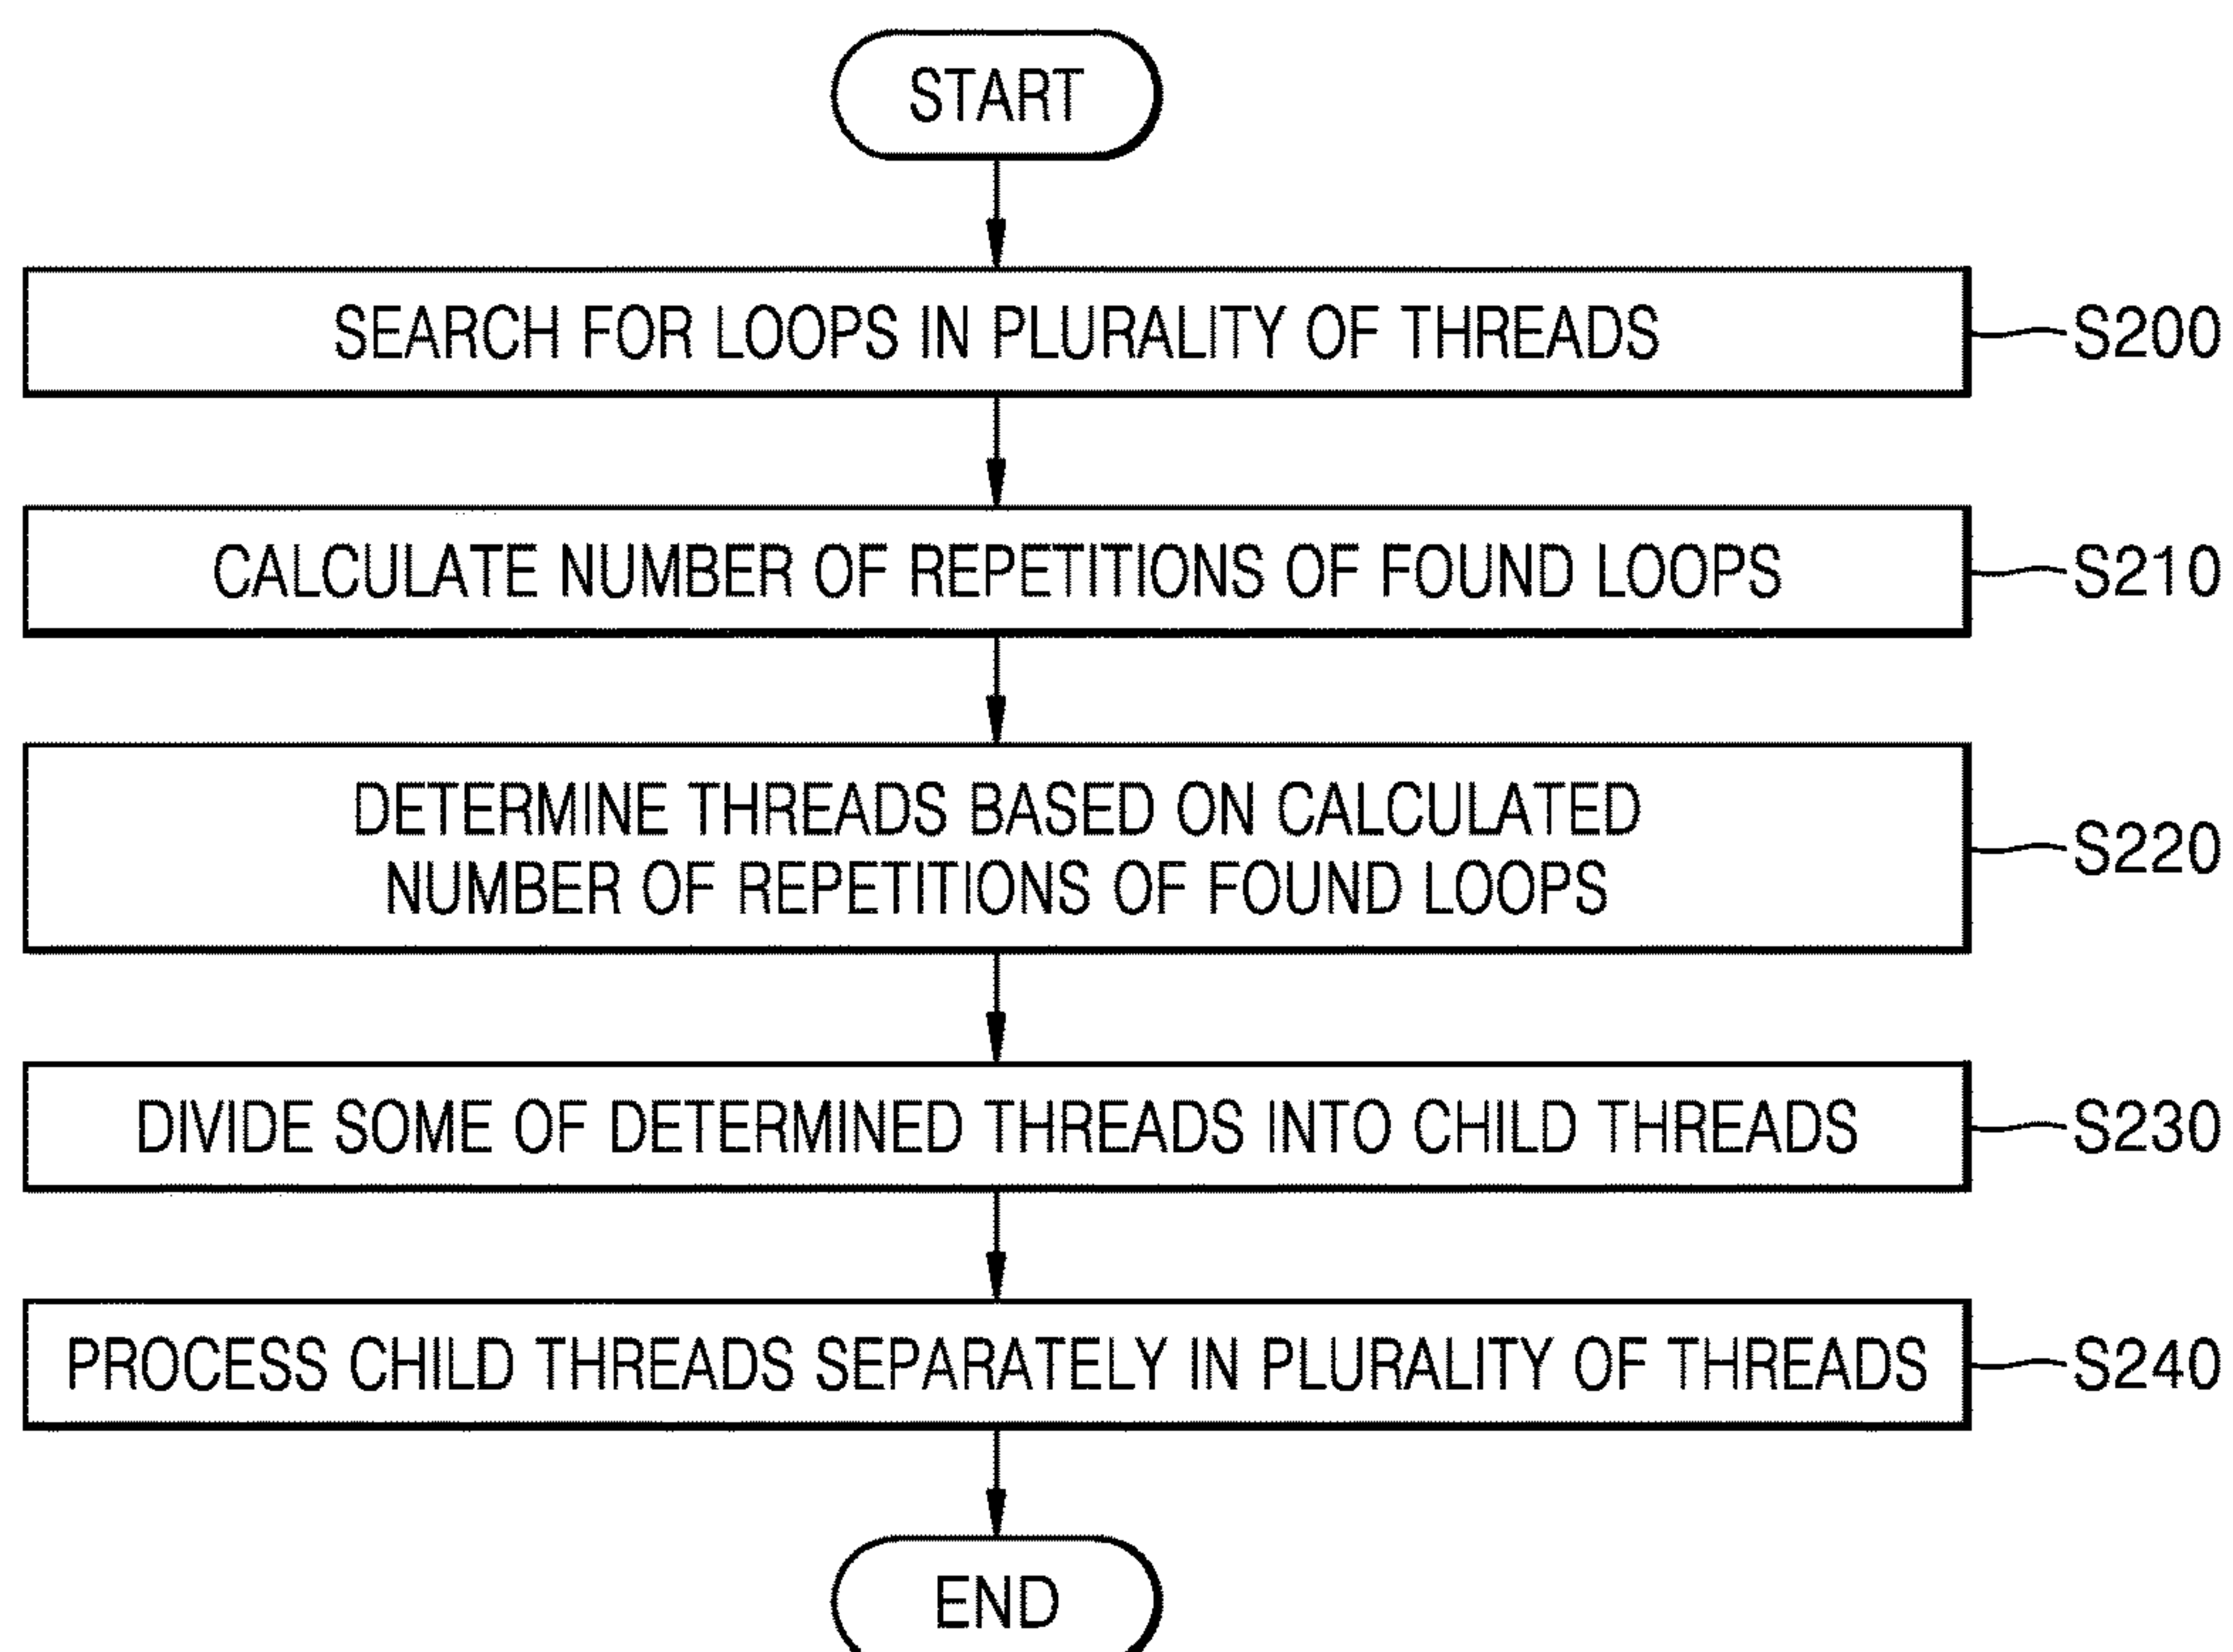 START
SEARCH FOR LOOPS IN PLURALITY OF THREADS
S200
CALCULATE NUMBER OF REPETITIONS OF FOUND LOOPS
S210
DETERMINE THREADS BASED ON CALCULATED
NUMBER OF REPETITIONS OF FOUND LOOPS
S220
DIVIDE SOME OF DETERMINED THREADS INTO CHILD THREADS
S230
PROCESS CHILD THREADS SEPARATELY IN PLURALITY OF THREADS
S240
END